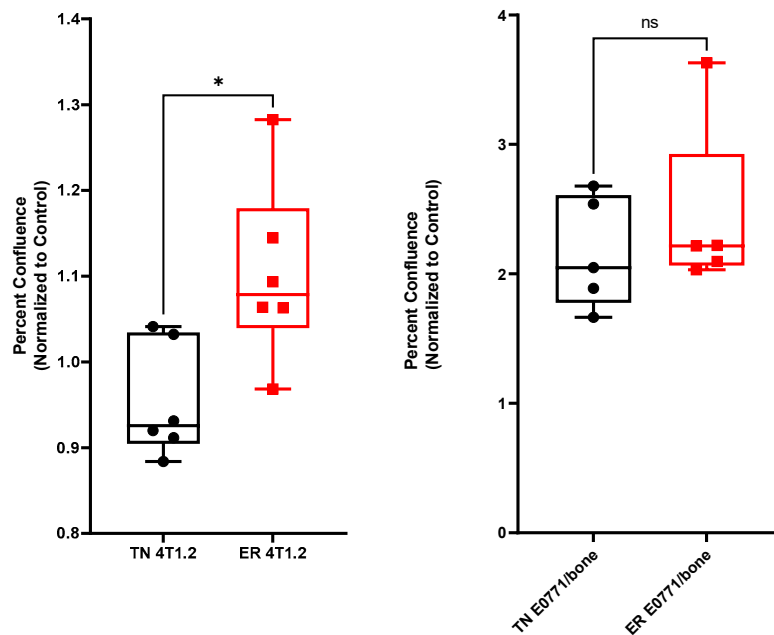 1.4
1.3
1.2
1.1
1.0
0.9
0.8
Percent Confluence
(Normalized to Control)
*
TN 4T1.2
ER 4T1.2
4
3
2
1
0
Percent Confluence
(Normalized to Control)
ns
TN E0771/bone
ER E0771/bone